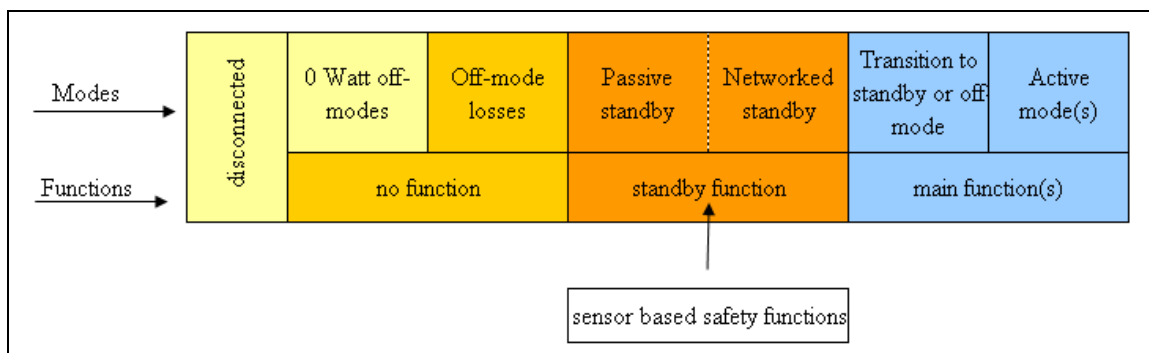 Modes
disconnected
0 Watt off-
modes
Off-mode
losses
Passive
standby
Networked
standby
Transition to
standby or off-
mode
Active
mode(s)
Functions
no function
standby function
main function(s)
sensor based safety functions